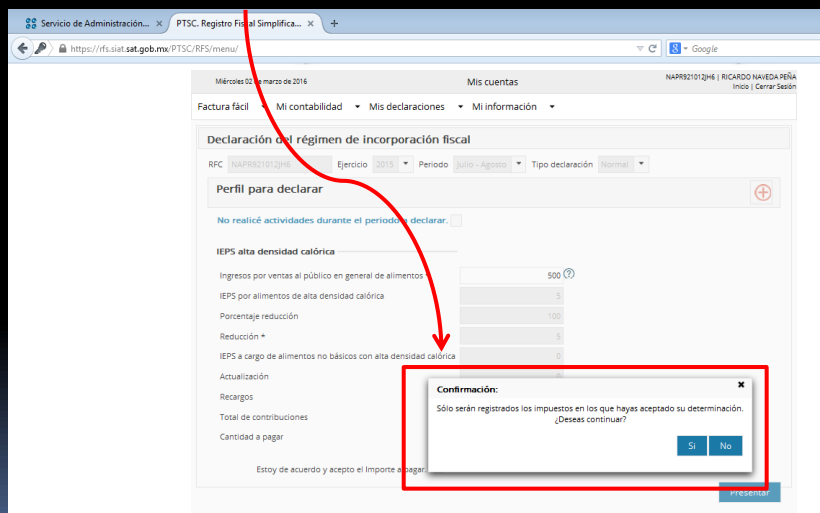 Servicio de Administración... ×
PTSC. Registro Fiscal Simplifica... × +
https://rfs.siat.sat.gob.mx/PTSC/RFS/menu/
8 Google
Miércoles 02 de marzo de 2016
Mis cuentas
NAPR921012JH6 | RICARDO NAVEDA PEÑA
Inicio | Cerrar Sesión
Factura fácil Mi contabilidad Mis declaraciones Mi información
Declaración del régimen de incorporación fiscal
RFC NAPR921012JH6 Ejercicio 2015 Periodo Julio - Agosto Tipo declaración Normal
Perfil para declarar
No realicé actividades durante el periodo a declarar.
IEPS alta densidad calórica
Ingresos por ventas al público en general de alimentos 500 ?
IEPS por alimentos de alta densidad calórica 5
Porcentaje reducción 100
Reducción * 5
IEPS a cargo de alimentos no básicos con alta densidad calórica 0
Actualización
Recargos
Total de contribuciones
Cantidad a pagar
Confirmación: ×
Sólo serán registrados los impuestos en los que hayas aceptado su determinación.
¿Deseas continuar?
Si No
Estoy de acuerdo y acepto el Importe a pagar.
Presentar